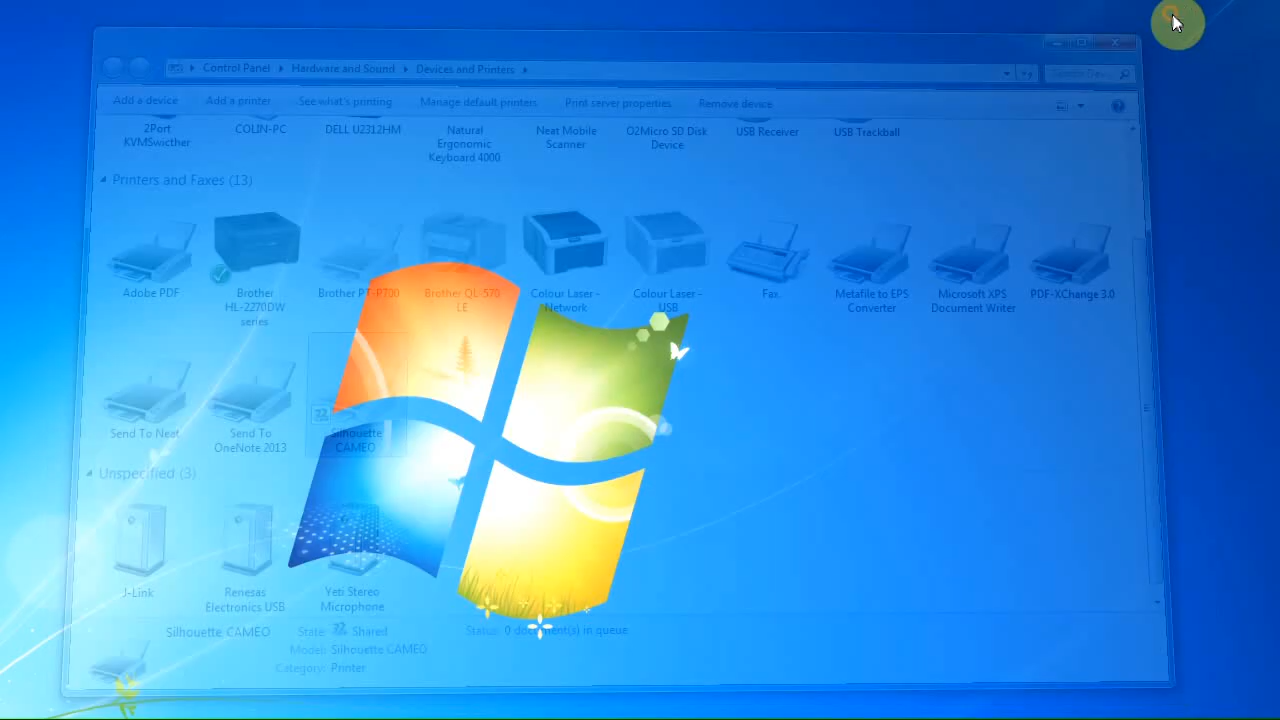 Control Panel Hardware and Sound Devices and Printers
Add a device Add a printer See what's printing Manage default printers Print server properties Remove device
2Port KVMSwicther
COLIN-PC
DELL U2312HM
Natural Ergonomic Keyboard 4000
Neat Mobile Scanner
O2Micro SD Disk Device
USB Receiver
USB Trackball
Printers and Faxes (13)
Adobe PDF
Brother HL-2270DW series
Brother PT-P700
Brother QL-570 LE
Colour Laser - Network
Colour Laser - USB
Fax
Metafile to EPS Converter
Microsoft XPS Document Writer
PDF-XChange 3.0
Send To Neat
Send To OneNote 2013
Silhouette CAMEO
Unspecified (3)
J-Link
Renesas Electronics USB
Yeti Stereo Microphone
Silhouette CAMEO State: Shared Status: 0 document(s) in queue
Model: Silhouette CAMEO
Category: Printer